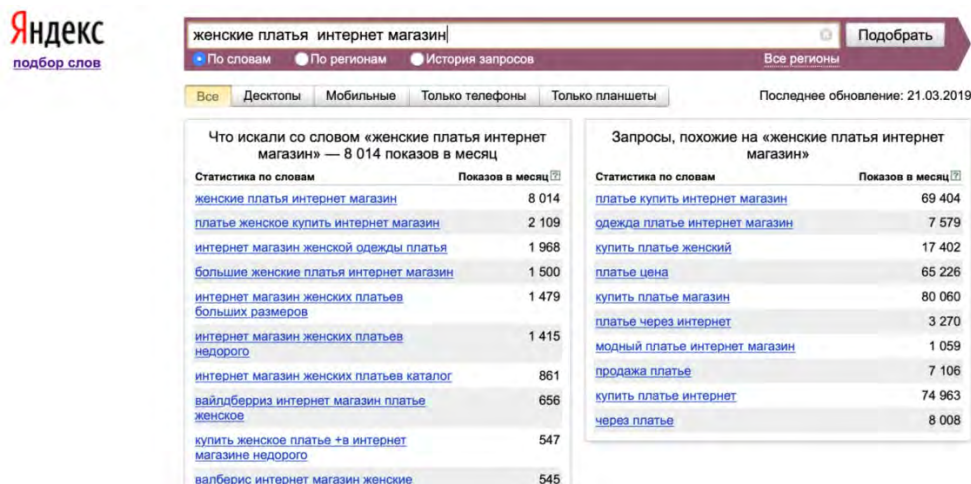 Яндекс
подбор слов
женские платья  интернет магазин
Подобрать
По словам По регионам История запросов Все регионы
Все Десктопы Мобильные Только телефоны Только планшеты
Последнее обновление: 21.03.2019
Что искали со словом «женские платья интернет
магазин» — 8 014 показов в месяц
Статистика по словам Показов в месяц ?
женские платья интернет магазин 8 014
платье женское купить интернет магазин 2 109
интернет магазин женской одежды платья 1 968
большие женские платья интернет магазин 1 500
интернет магазин женских платьев 1 479
больших размеров
интернет магазин женских платьев 1 415
недорого
интернет магазин женских платьев каталог 861
вайлдберриз интернет магазин платье 656
женское
купить женское платье +в интернет 547
магазине недорого
валберис интернет магазин женские 545
Запросы, похожие на «женские платья интернет
магазин»
Статистика по словам Показов в месяц ?
платье купить интернет магазин 69 404
одежда платье интернет магазин 7 579
купить платье женский 17 402
платье цена 65 226
купить платье магазин 80 060
платье через интернет 3 270
модный платье интернет магазин 1 059
продажа платье 7 106
купить платье интернет 74 963
через платье 8 008